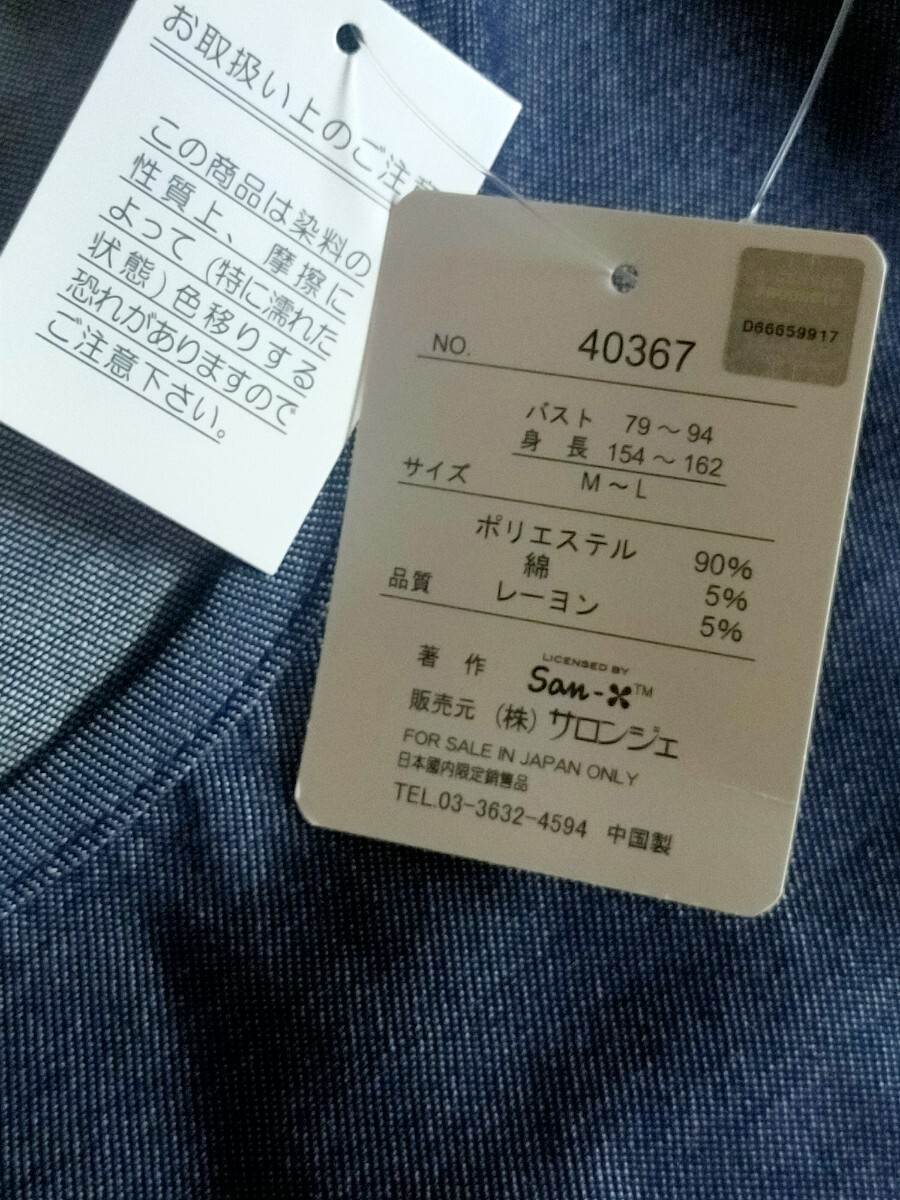 お取扱い上のご注意
この商品は染料の
性質上、摩擦に
よって(特に濡れた
状態)色移りする
恐れがありますので
ご注意下さい。
D66659917
NO. 40367
バスト 79～94
身長 154～162
サイズ M～L
ポリエステル 90%
綿 5%
品質 レーヨン 5%
LICENSED BY
著作 San-X™
販売元 (株)サロンジェ
FOR SALE IN JAPAN ONLY
日本國内限定銷售品
TEL.03-3632-4594 中国製